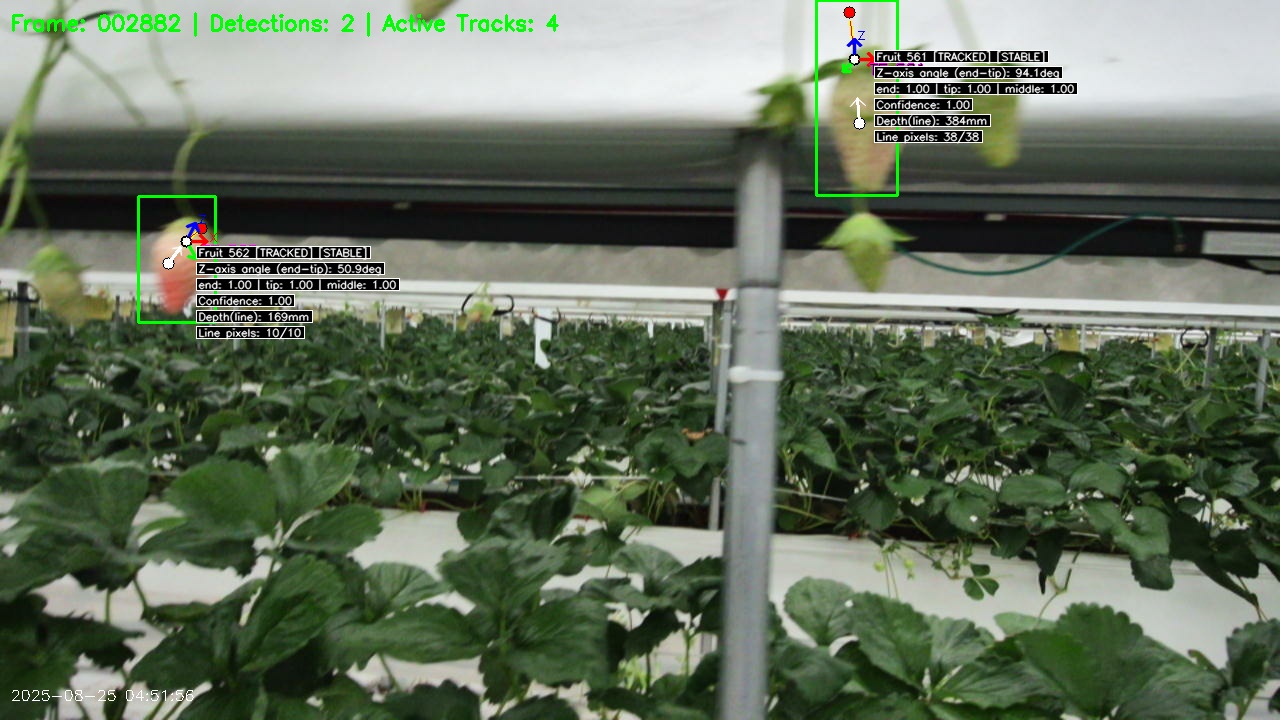 Frame: 002882 | Detections: 2 | Active Tracks: 4
Z
Fruit 561 [TRACKED] [STABLE]
Z-axis angle (end-tip): 94.1deg
end: 1.00 | tip: 1.00 | middle: 1.00
Confidence: 1.00
Depth(line): 384mm
Line pixels: 38/38
Z
X
Fruit 562 [TRACKED] [STABLE]
Z-axis angle (end-tip): 50.9deg
end: 1.00 | tip: 1.00 | middle: 1.00
Confidence: 1.00
Depth(line): 169mm
Line pixels: 10/10
2025-08-25 04:51:56